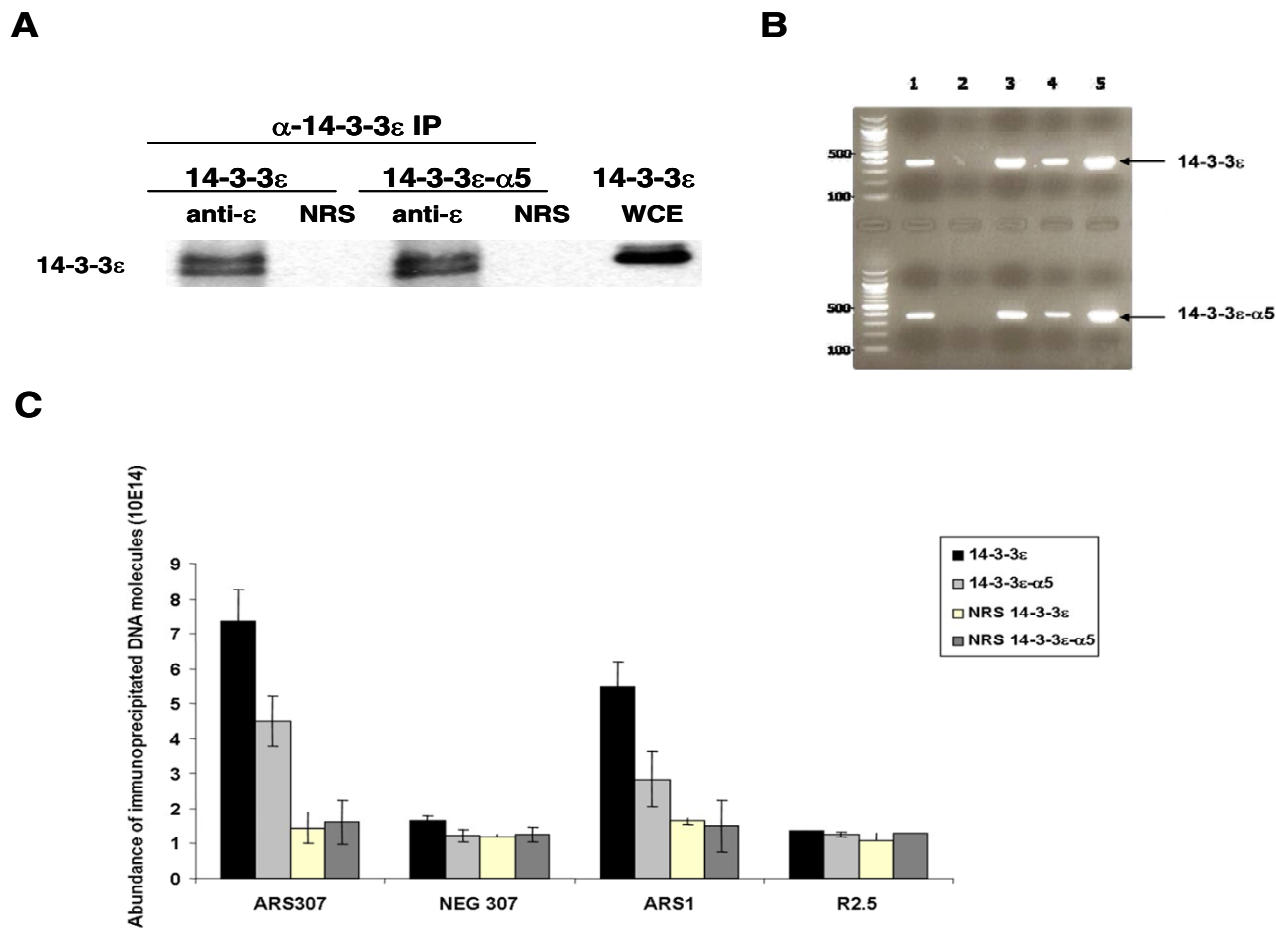 A
α-14-3-3ε IP
14-3-3ε 14-3-3ε-α5 14-3-3ε
anti-ε NRS anti-ε NRS WCE
14-3-3ε
B
1 2 3 4 5
500
14-3-3ε
100
500
14-3-3ε-α5
100
C
Abundance of immunoprecipitated DNA molecules (10E14)
9
8
7
6
5
4
3
2
1
0
ARS307 NEG 307 ARS1 R2.5
14-3-3ε
14-3-3ε-α5
NRS 14-3-3ε
NRS 14-3-3ε-α5